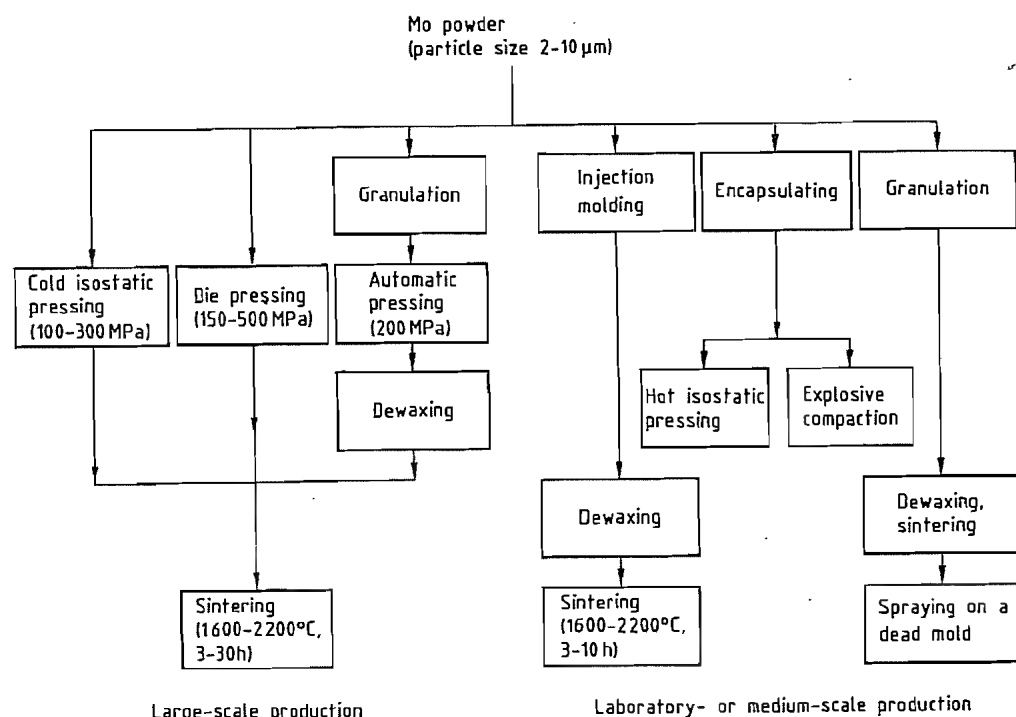 Mo powder
(particle size 2-10 µm)
Granulation
Injection
molding
Encapsulating
Granulation
Cold isostatic
pressing
(100-300 MPa)
Die pressing
(150-500 MPa)
Automatic
pressing
(200 MPa)
Hot isostatic
pressing
Explosive
compaction
Dewaxing
Dewaxing
Dewaxing,
sintering
Sintering
(1600-2200°C,
3-30h)
Sintering
(1600-2200°C,
3-10h)
Spraying on a
dead mold
Large-scale production
Laboratory- or medium-scale production